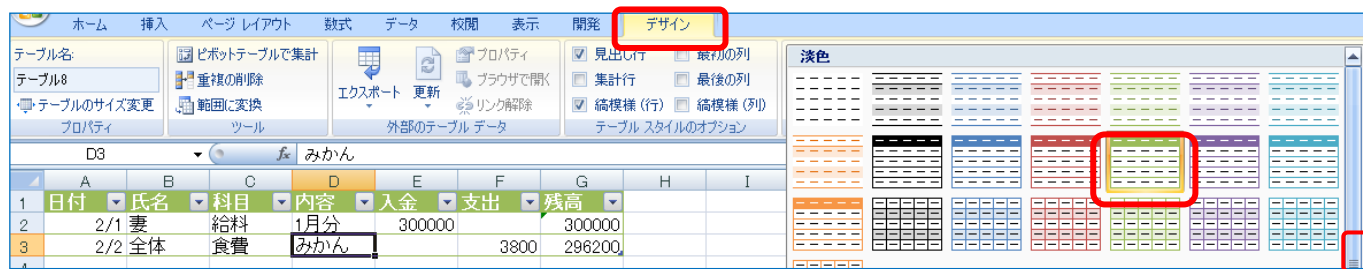 ホーム 挿入 ページ レイアウト 数式 データ 校閲 表示 開発 デザイン
テーブル名:
テーブル8
テーブルのサイズ変更
プロパティ
ピボットテーブルで集計
重複の削除
範囲に変換
ツール
エクスポート 更新
プロパティ
ブラウザで開く
リンク解除
外部のテーブル データ
見出し行 最初の列
集計行 最後の列
縞模様 (行) 縞模様 (列)
テーブル スタイルのオプション
淡色
D3 fx みかん
A B C D E F G H I
1 日付 氏名 科目 内容 入金 支出 残高
2 2/1 妻 給料 1月分 300000 300000
3 2/2 全体 食費 みかん 3800 296200